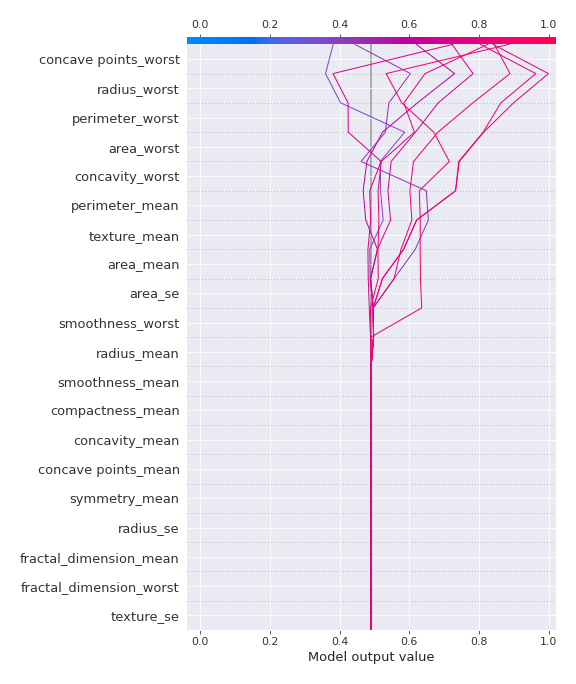 0.0 0.2 0.4 0.6 0.8 1.0
concave points_worst
radius_worst
perimeter_worst
area_worst
concavity_worst
perimeter_mean
texture_mean
area_mean
area_se
smoothness_worst
radius_mean
smoothness_mean
compactness_mean
concavity_mean
concave points_mean
symmetry_mean
radius_se
fractal_dimension_mean
fractal_dimension_worst
texture_se
0.0 0.2 0.4 0.6 0.8 1.0
Model output value